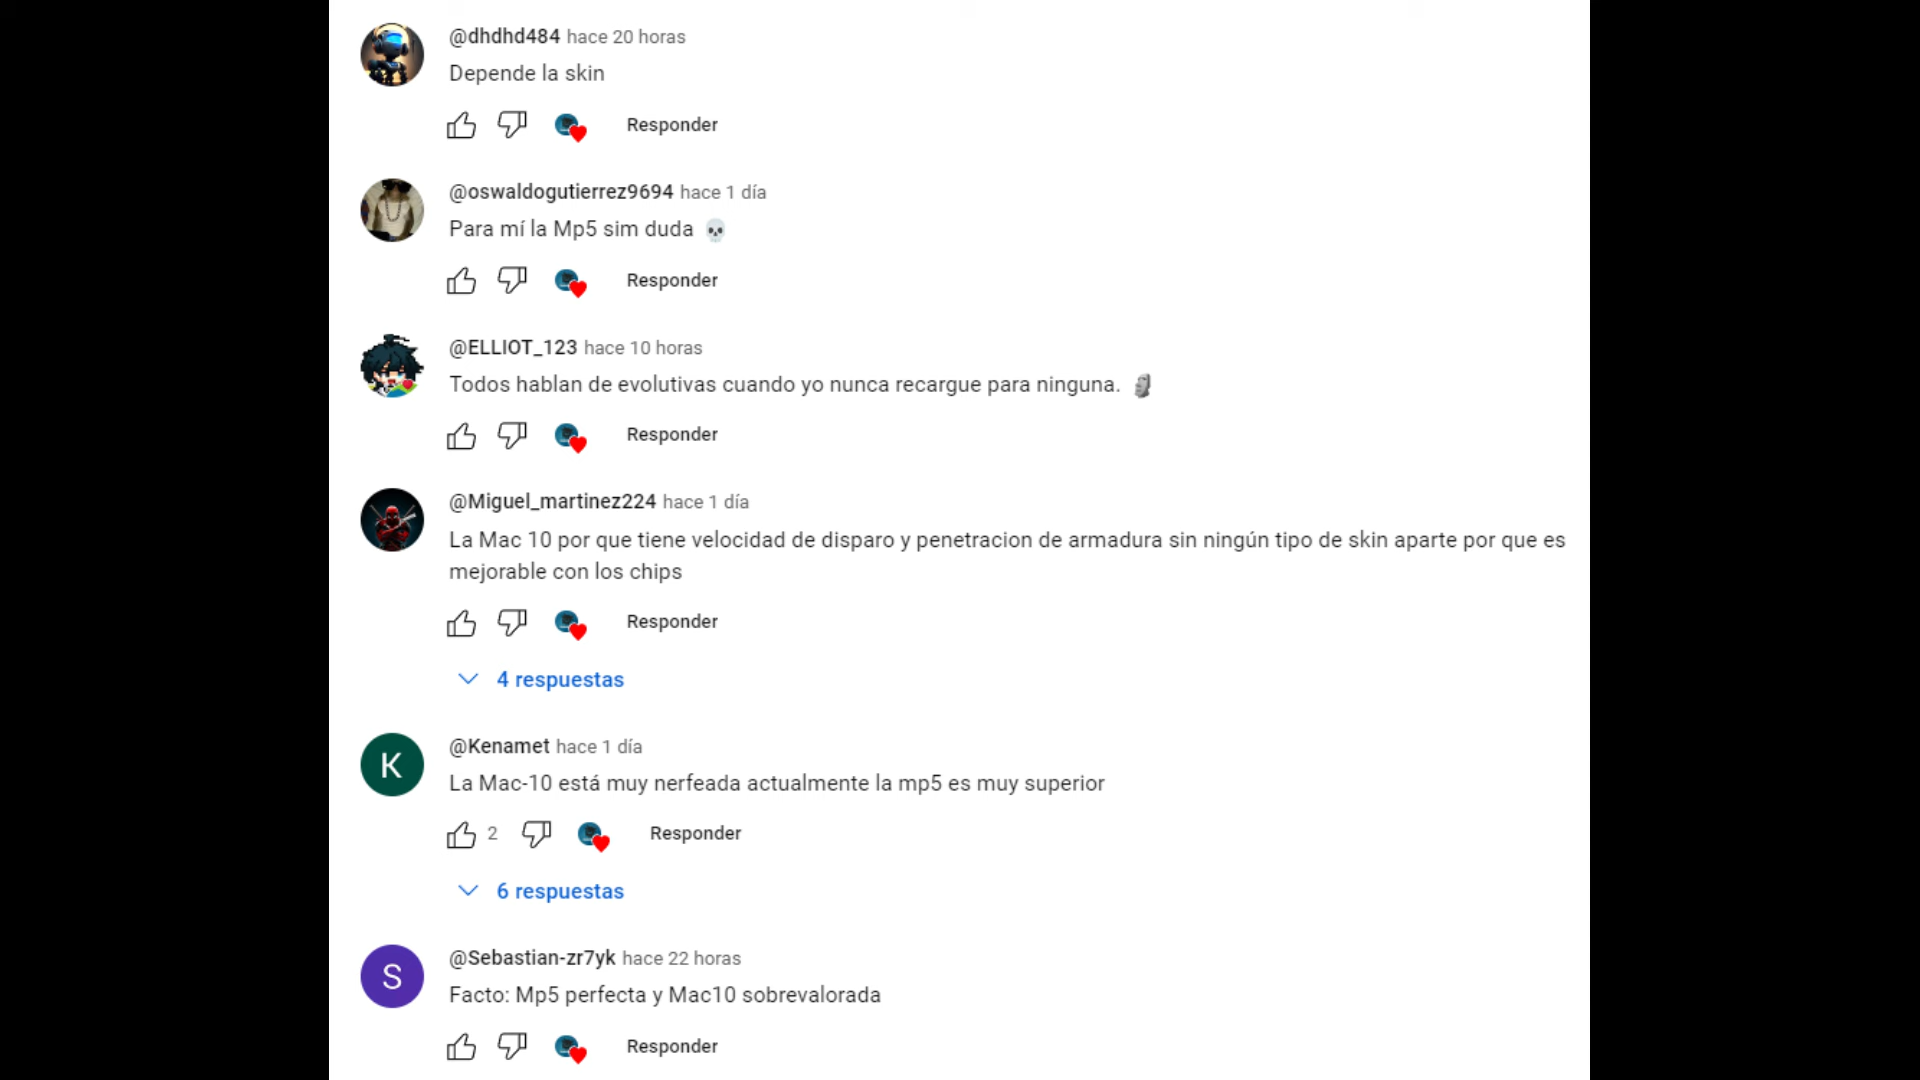 @dhdhd484 hace 20 horas
Depende la skin
Responder
@oswaldogutierrez9694 hace 1 día
Para mí la Mp5 sim duda 💀
Responder
@ELLIOT_123 hace 10 horas
Todos hablan de evolutivas cuando yo nunca recargue para ninguna. 🗿
Responder
@Miguel_martinez224 hace 1 día
La Mac 10 por que tiene velocidad de disparo y penetracion de armadura sin ningún tipo de skin aparte por que es
mejorable con los chips
Responder
4 respuestas
K
@Kenamet hace 1 día
La Mac-10 está muy nerfeada actualmente la mp5 es muy superior
2 Responder
6 respuestas
S
@Sebastian-zr7yk hace 22 horas
Facto: Mp5 perfecta y Mac10 sobrevalorada
Responder